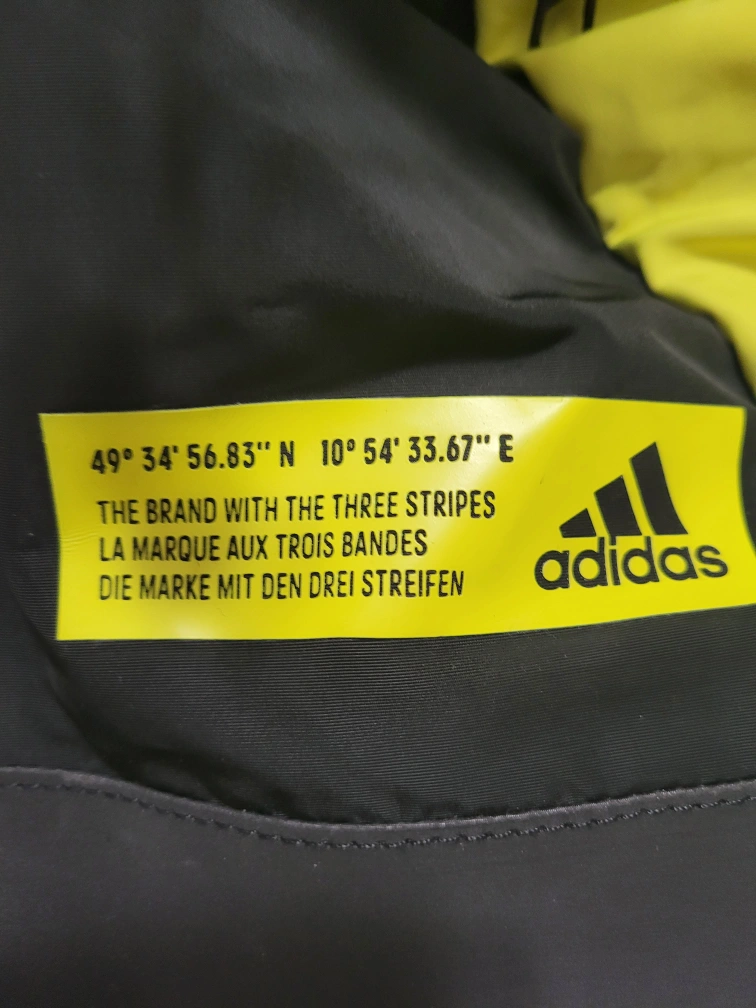 49° 34' 56.83" N 10° 54' 33.67" E
THE BRAND WITH THE THREE STRIPES
LA MARQUE AUX TROIS BANDES
DIE MARKE MIT DEN DREI STREIFEN
adidas